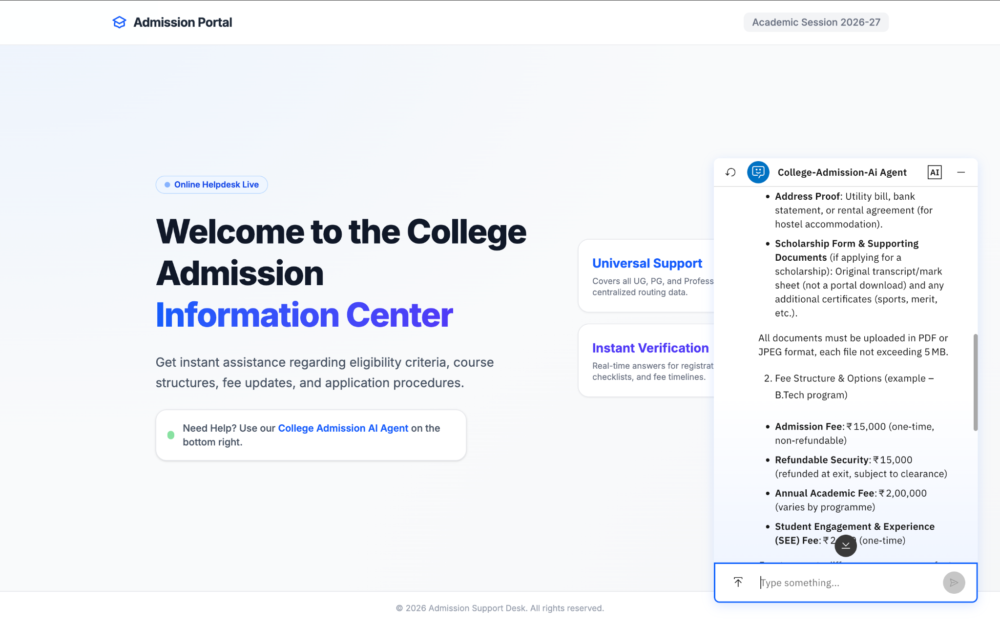 Admission Portal
Academic Session 2026-27
Online Helpdesk Live
Welcome to the College
Admission
Information Center
Get instant assistance regarding eligibility criteria, course
structures, fee updates, and application procedures.
Need Help? Use our College Admission AI Agent on the
bottom right.
Universal Support
Covers all UG, PG, and
centralized routing data.
Instant Verification
Real-time answers for
checklists, and fee timelines.
College-Admission-Ai Agent
AI
• Address Proof: Utility bill, bank
statement, or rental agreement (for
hostel accommodation).
• Scholarship Form & Supporting
Documents (if applying for a
scholarship): Original transcript/mark
sheet (not a portal download) and any
additional certificates (sports, merit,
etc.).
All documents must be uploaded in PDF or
JPEG format, each file not exceeding 5 MB.
2. Fee Structure & Options (example –
B.Tech program)
• Admission Fee: ₹15,000 (one-time,
non-refundable)
• Refundable Security: ₹15,000
(refunded at exit, subject to clearance)
• Annual Academic Fee: ₹2,00,000
(varies by programme)
• Student Engagement & Experience
(SEE) Fee: (one-time)
Type something...
© 2026 Admission Support Desk. All rights reserved.